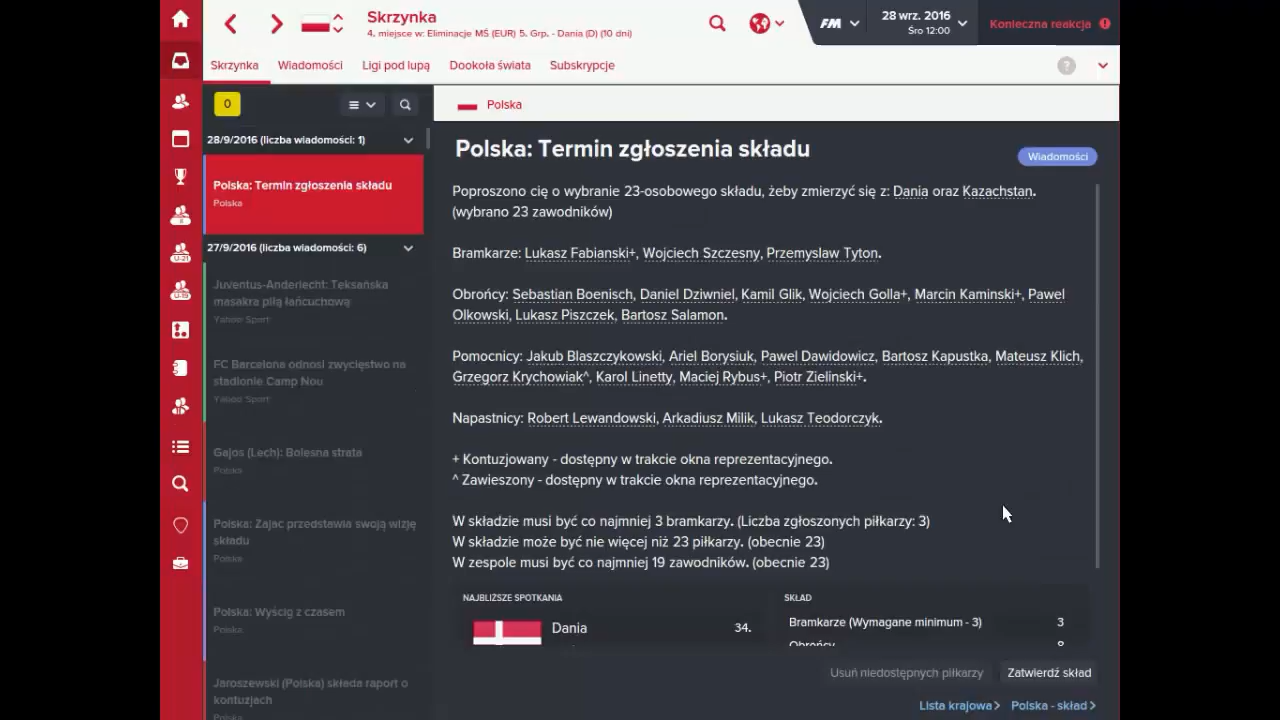 Skrzynka
4. miejsce w: Eliminacje MŚ (EUR) 5. Grp. - Dania (D) (10 dni)
FM
28 wrz. 2016
Śro 12:00
Konieczna reakcja
Skrzynka
Wiadomości
Ligi pod lupą
Dookoła świata
Subskrypcje
?
0
Polska
28/9/2016 (liczba wiadomości: 1)
Polska: Termin zgłoszenia składu
Polska
27/9/2016 (liczba wiadomości: 6)
Juventus-Anderlecht: Teksańska
masakra piłą łańcuchową
Yahoo! Sport
FC Barcelona odnosi zwycięstwo na
stadionie Camp Nou
Yahoo! Sport
Gajos (Lech): Bolesna strata
Polska
Polska: Zajac przedstawia swoją wizję
składu
Polska
Polska: Wyścig z czasem
Polska
Jaroszewski (Polska) składa raport o
kontuzjach
Polska
U-21
U-19
Polska: Termin zgłoszenia składu
Wiadomości
Poproszono cię o wybranie 23-osobowego składu, żeby zmierzyć się z: Dania oraz Kazachstan.
(wybrano 23 zawodników)
Bramkarze: Lukasz Fabianski+, Wojciech Szczesny, Przemyslaw Tyton.
Obrońcy: Sebastian Boenisch, Daniel Dziwniel, Kamil Glik, Wojciech Golla+, Marcin Kaminski+, Pawel
Olkowski, Lukasz Piszczek, Bartosz Salamon.
Pomocnicy: Jakub Blaszczykowski, Ariel Borysiuk, Pawel Dawidowicz, Bartosz Kapustka, Mateusz Klich,
Grzegorz Krychowiak^, Karol Linetty, Maciej Rybus+, Piotr Zielinski+.
Napastnicy: Robert Lewandowski, Arkadiusz Milik, Lukasz Teodorczyk.
+ Kontuzjowany - dostępny w trakcie okna reprezentacyjnego.
^ Zawieszony - dostępny w trakcie okna reprezentacyjnego.
W składzie musi być co najmniej 3 bramkarzy. (Liczba zgłoszonych piłkarzy: 3)
W składzie może być nie więcej niż 23 piłkarzy. (obecnie 23)
W zespole musi być co najmniej 19 zawodników. (obecnie 23)
NAJBLIŻSZE SPOTKANIA
Dania
34.
SKŁAD
Bramkarze (Wymagane minimum - 3)
3
Obrońcy
8
Usuń niedostępnych piłkarzy
Zatwierdź skład
Lista krajowa>
Polska - skład>